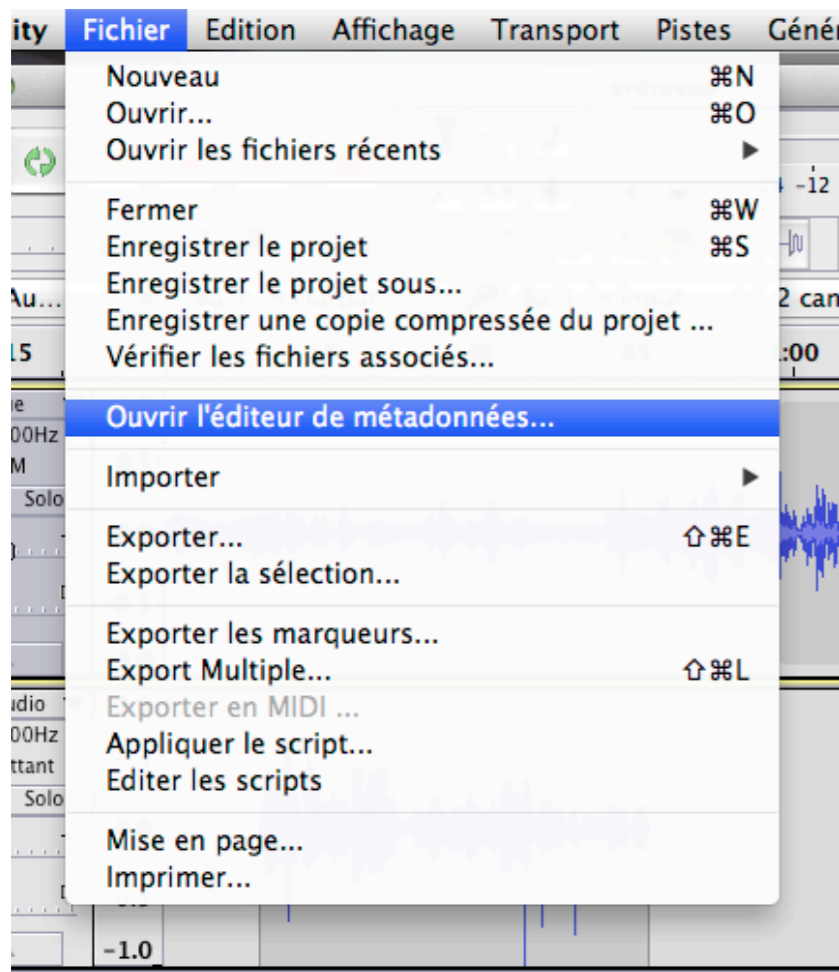 ity Fichier Edition Affichage Transport Pistes Génér
Nouveau ⌘N
Ouvrir... ⌘O
Ouvrir les fichiers récents ▶
-12
Fermer ⌘W
Enregistrer le projet ⌘S
Enregistrer le projet sous...
Au... 2 can
Enregistrer une copie compressée du projet ...
15 1:00
Vérifier les fichiers associés...
Ouvrir l'éditeur de métadonnées...
00Hz
M
Importer ▶
Solo
Exporter... ⇧⌘E
Exporter la sélection...
Exporter les marqueurs...
Export Multiple... ⇧⌘L
udio
Exporter en MIDI ...
00Hz
Appliquer le script...
ttant
Editer les scripts
Solo
Mise en page...
Imprimer...
-1.0